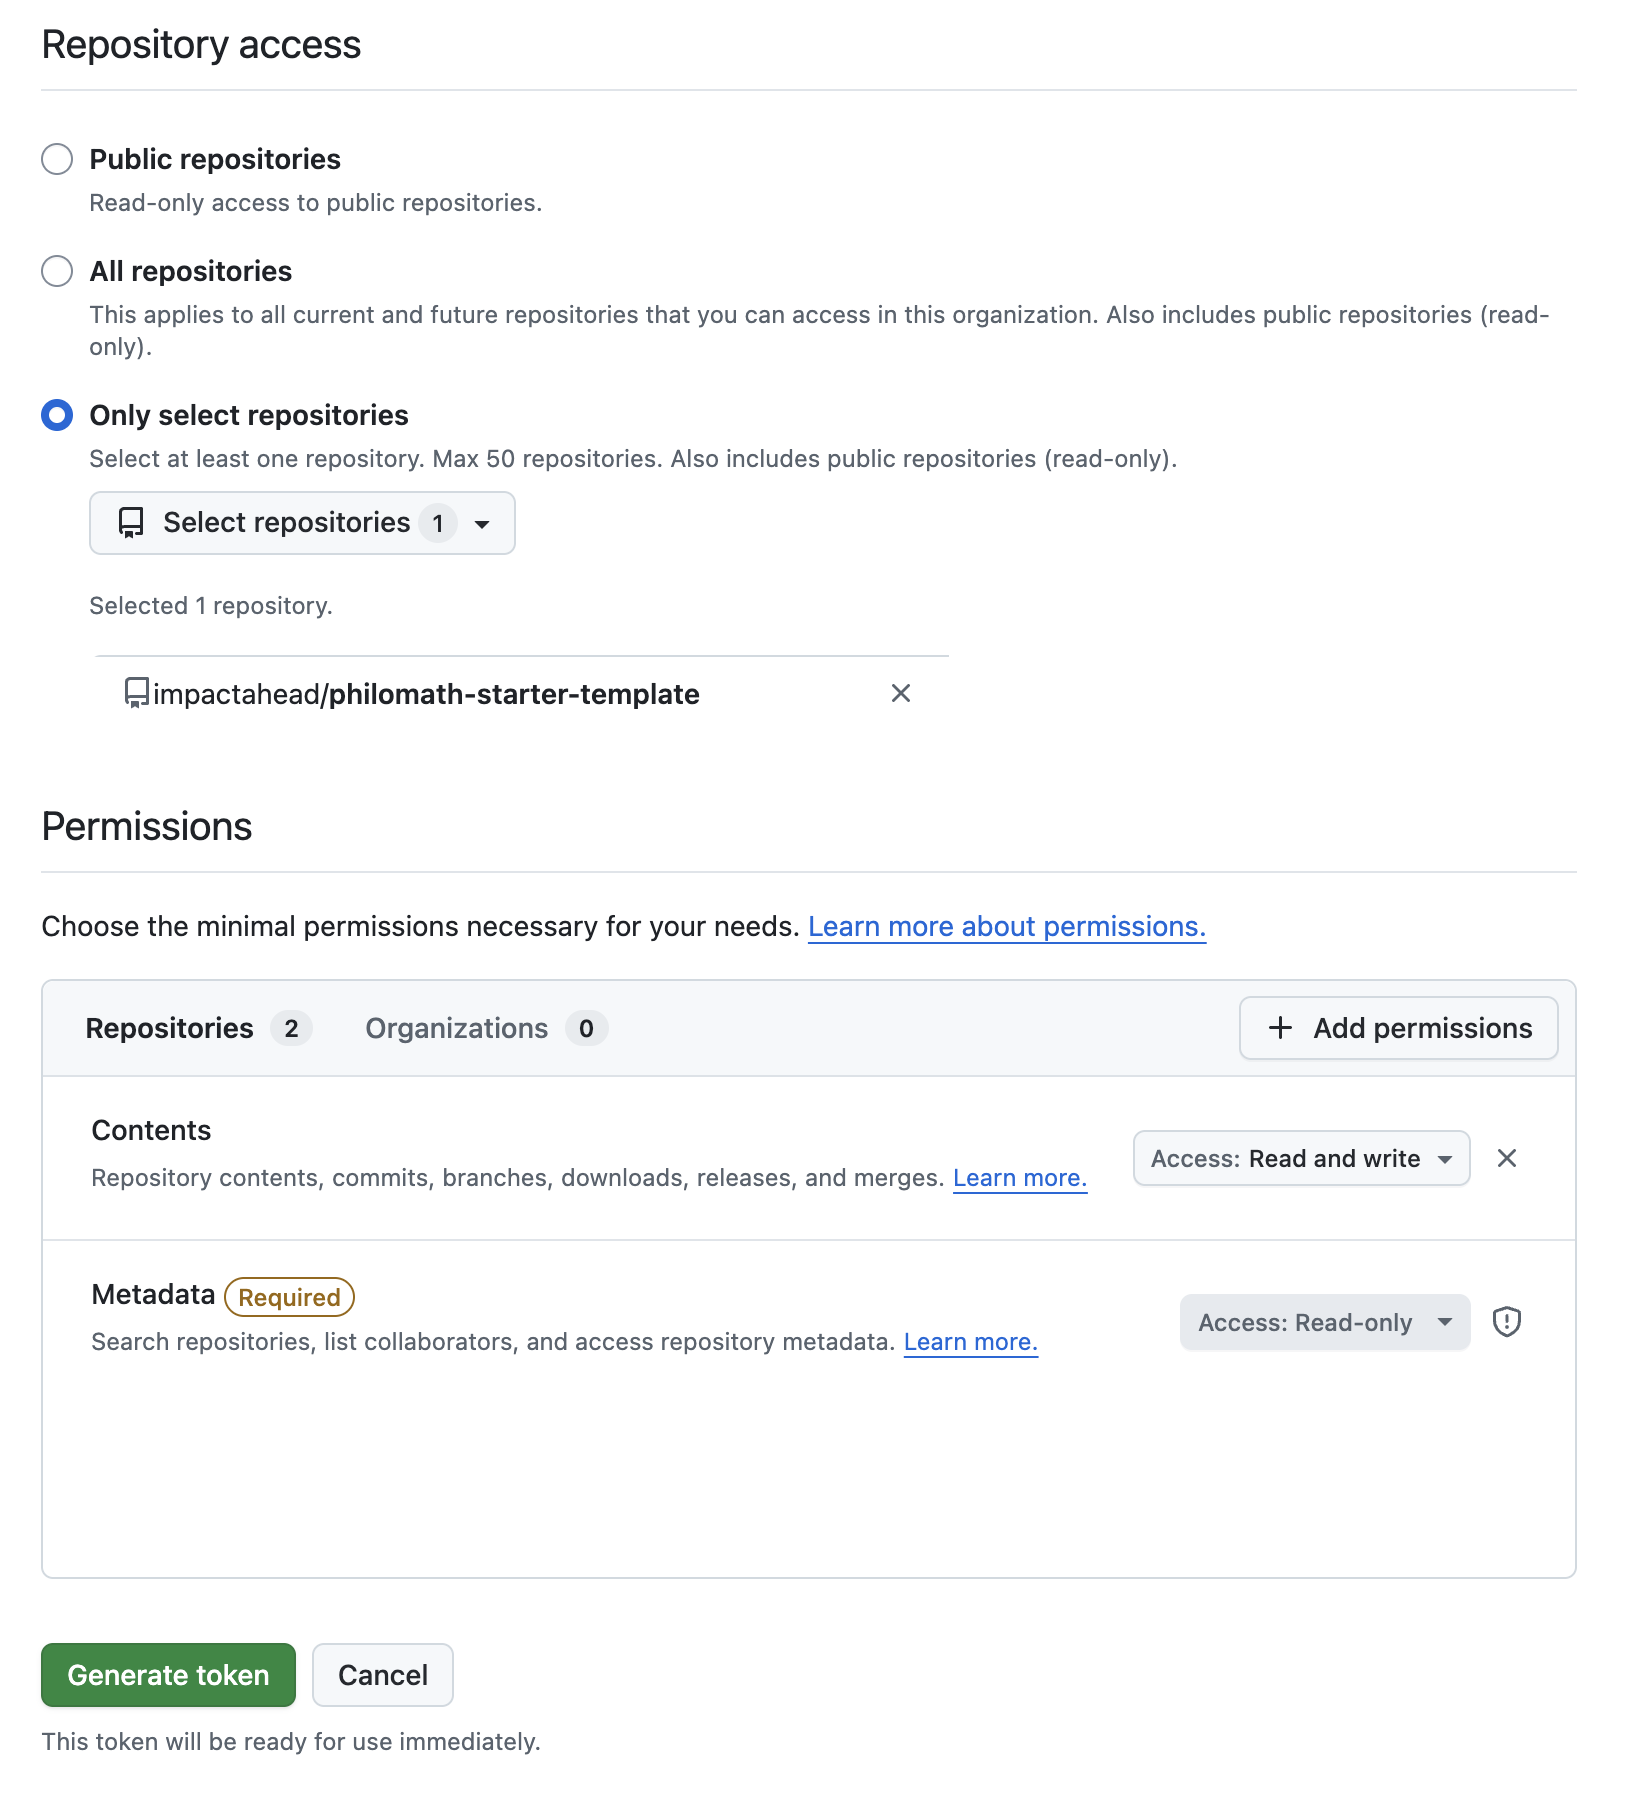 Repository access
Public repositories
Read-only access to public repositories.
All repositories
This applies to all current and future repositories that you can access in this organization. Also includes public repositories (read-
only).
Only select repositories
Select at least one repository. Max 50 repositories. Also includes public repositories (read-only).
Select repositories 1
Selected 1 repository.
impactahead/philomath-starter-template
Permissions
Choose the minimal permissions necessary for your needs. Learn more about permissions.
Repositories 2 Organizations 0 Add permissions
Contents
Repository contents, commits, branches, downloads, releases, and merges. Learn more.
Access: Read and write
Metadata Required
Search repositories, list collaborators, and access repository metadata. Learn more.
Access: Read-only
Generate token Cancel
This token will be ready for use immediately.